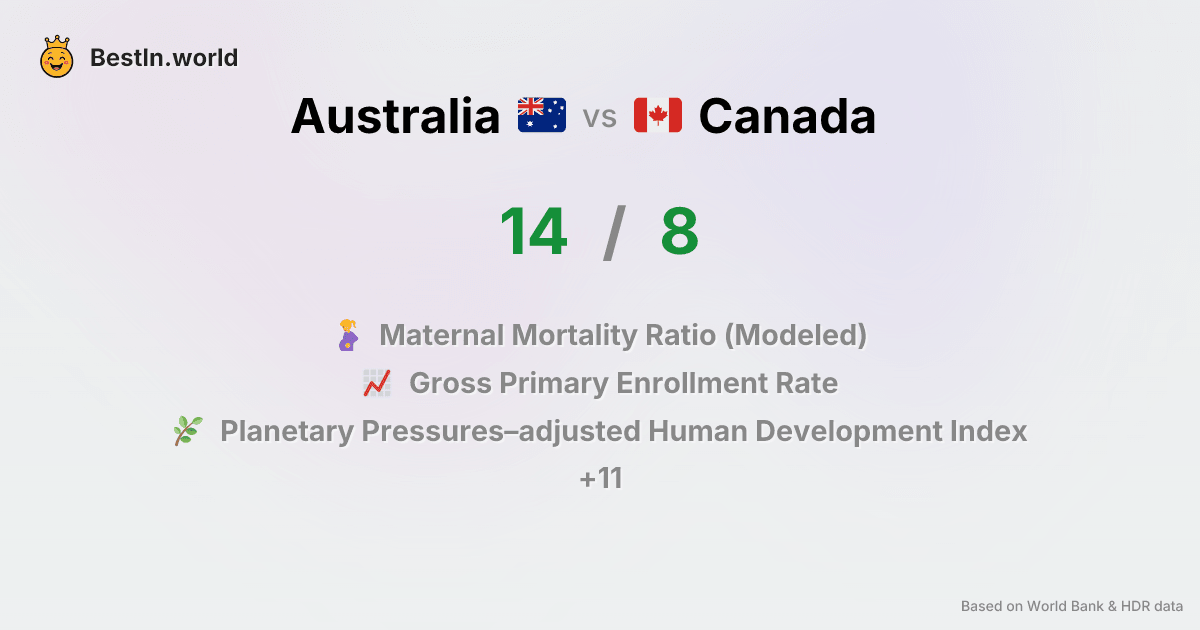 BestIn.world
Australia vs Canada
14 / 8
Maternal Mortality Ratio (Modeled)
Gross Primary Enrollment Rate
Planetary Pressures–adjusted Human Development Index
+11
Based on World Bank & HDR data